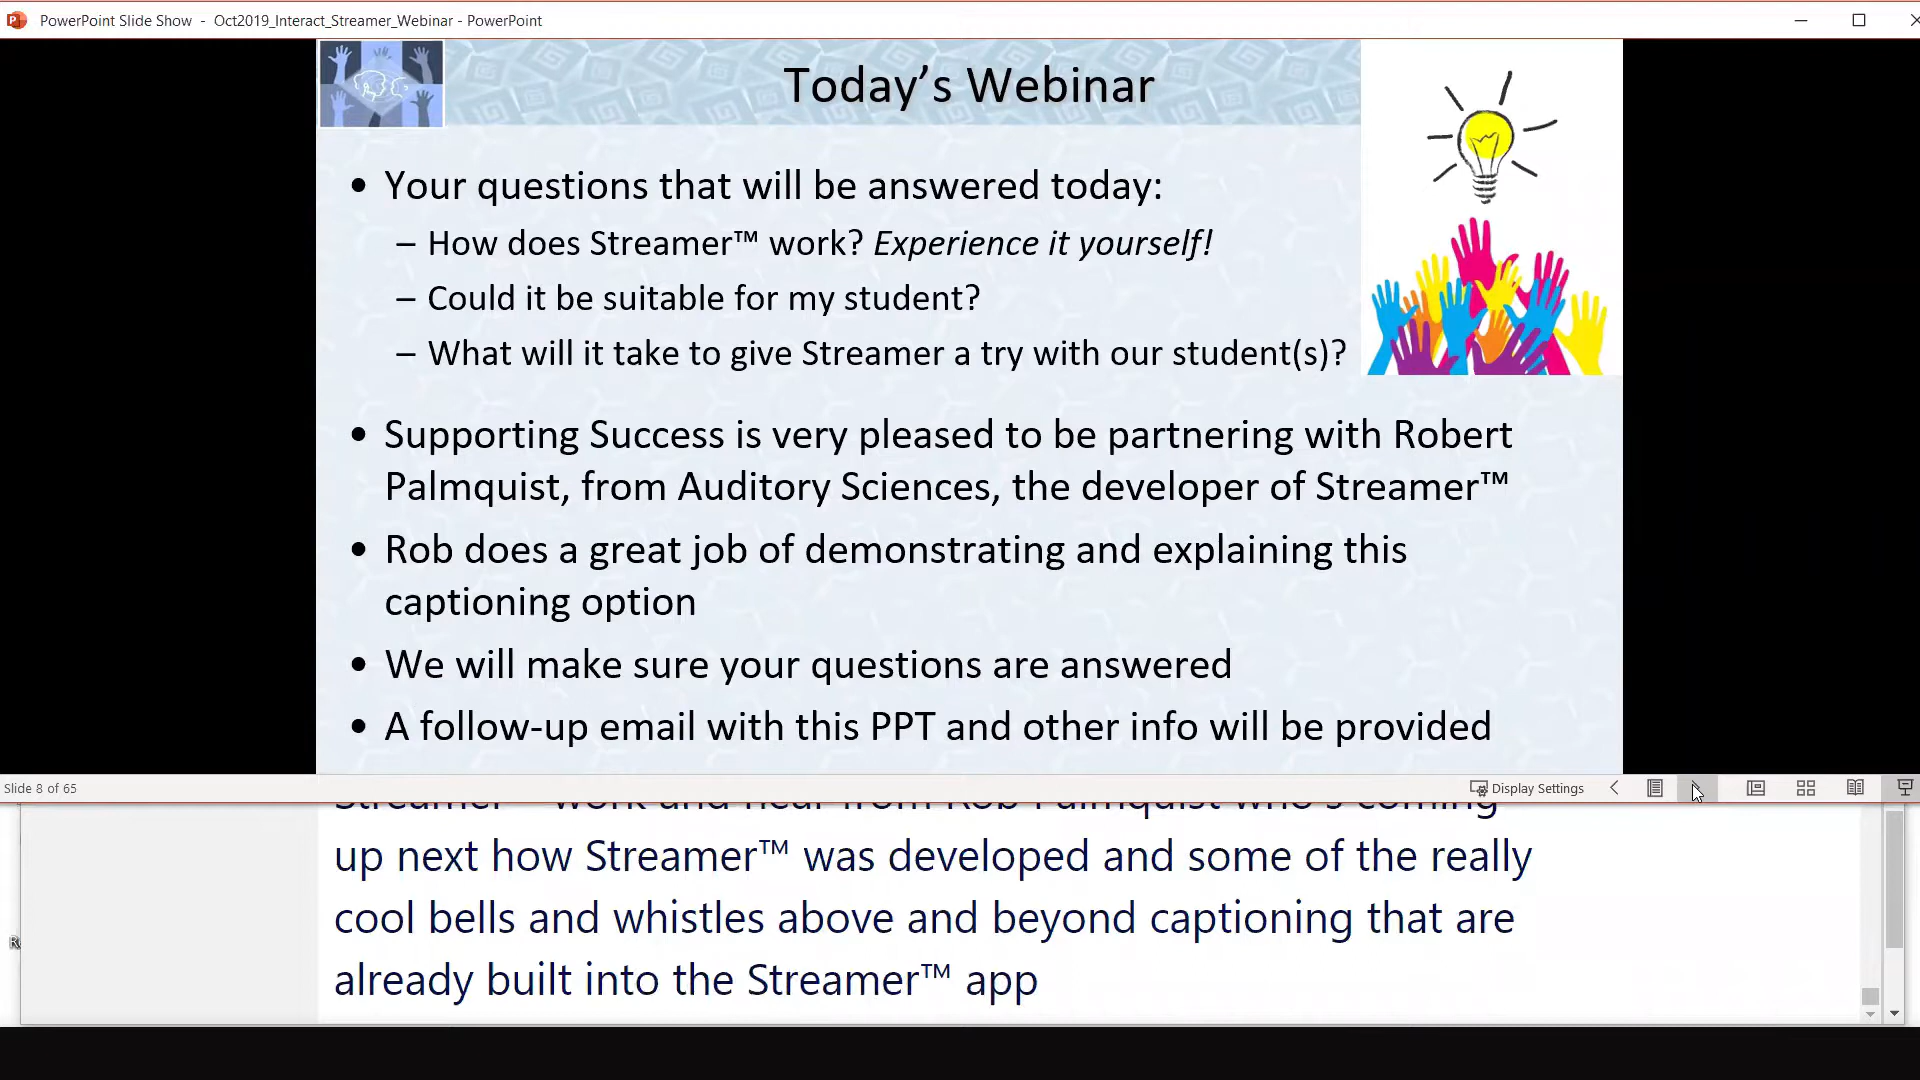 PowerPoint Slide Show - Oct2019_Interact_Streamer_Webinar - PowerPoint
Today’s Webinar
• Your questions that will be answered today:
– How does Streamer™ work? Experience it yourself!
– Could it be suitable for my student?
– What will it take to give Streamer a try with our student(s)?
• Supporting Success is very pleased to be partnering with Robert
Palmquist, from Auditory Sciences, the developer of Streamer™
• Rob does a great job of demonstrating and explaining this
captioning option
• We will make sure your questions are answered
• A follow-up email with this PPT and other info will be provided
Slide 8 of 65
Display Settings
Streamer™ work and hear from Rob Palmquist who's coming
up next how Streamer™ was developed and some of the really
cool bells and whistles above and beyond captioning that are
already built into the Streamer™ app